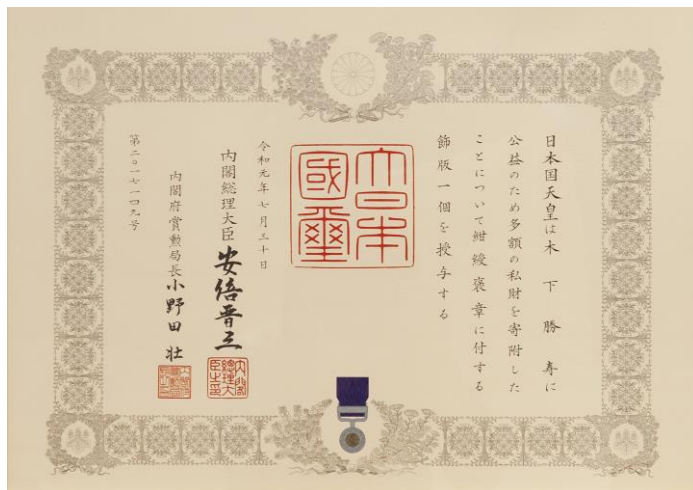 日本国天皇は木下勝寿に
公益のため多額の私財を寄附した
ことについて紺綬褒章に付する
飾版一個を授与する
大日本
國璽
令和元年七月三十日
内閣総理大臣 安倍晋三
内閣総理大臣之印
内閣府賞勲局長 小野田 壮
第二〇一七一四九号